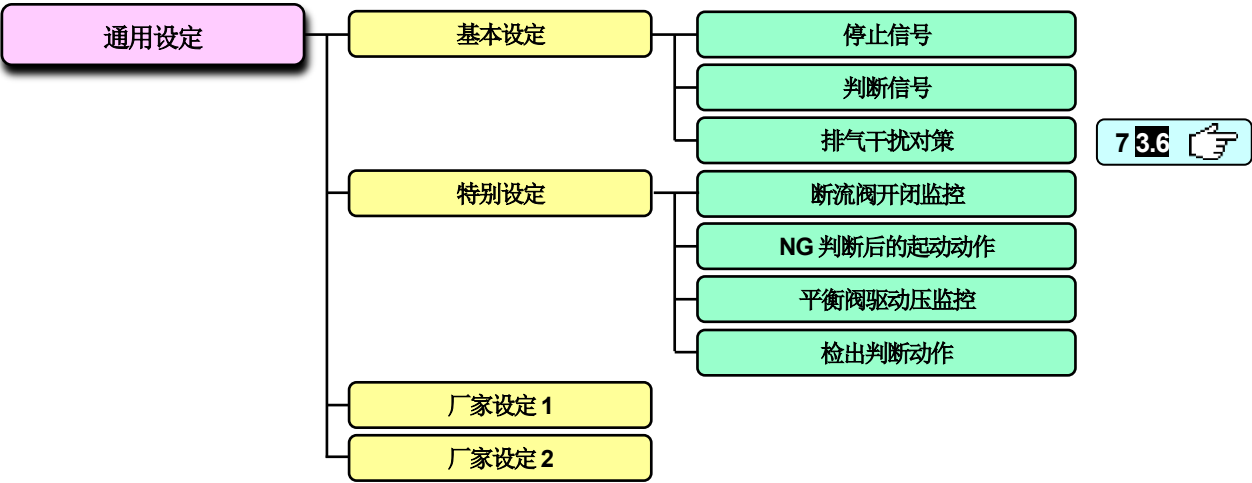 通用设定
基本设定
停止信号
判断信号
排气干扰对策
7 3.6
特别设定
断流阀开闭监控
NG 判断后的起动动作
平衡阀驱动压监控
检出判断动作
厂家设定 1
厂家设定 2